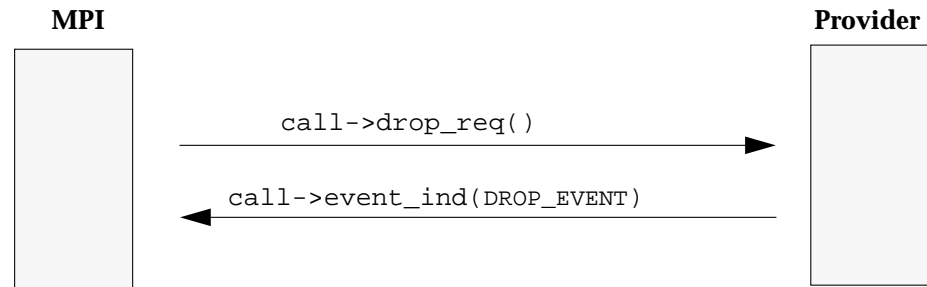 MPI
Provider
call->drop_req()
call->event_ind(DROP_EVENT)